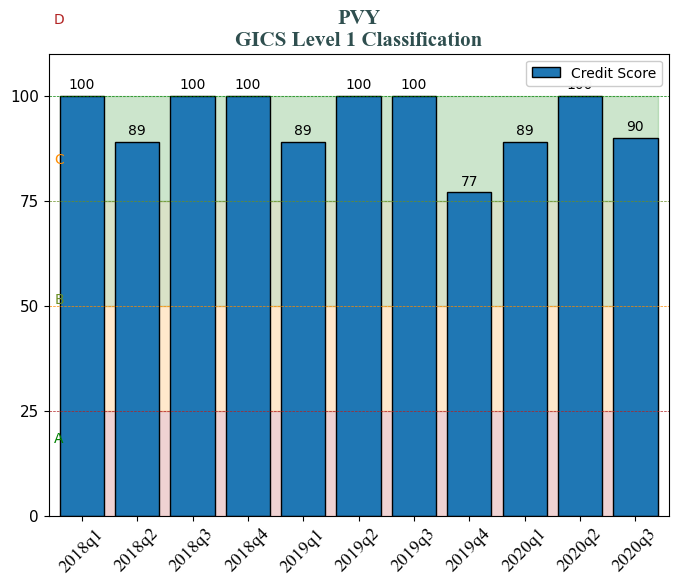 D
PVY
GICS Level 1 Classification
Credit Score
100
89
100
100
89
100
100
77
89
100
90
100
75
50
25
0
C
B
A
2018q1
2018q2
2018q3
2018q4
2019q1
2019q2
2019q3
2019q4
2020q1
2020q2
2020q3